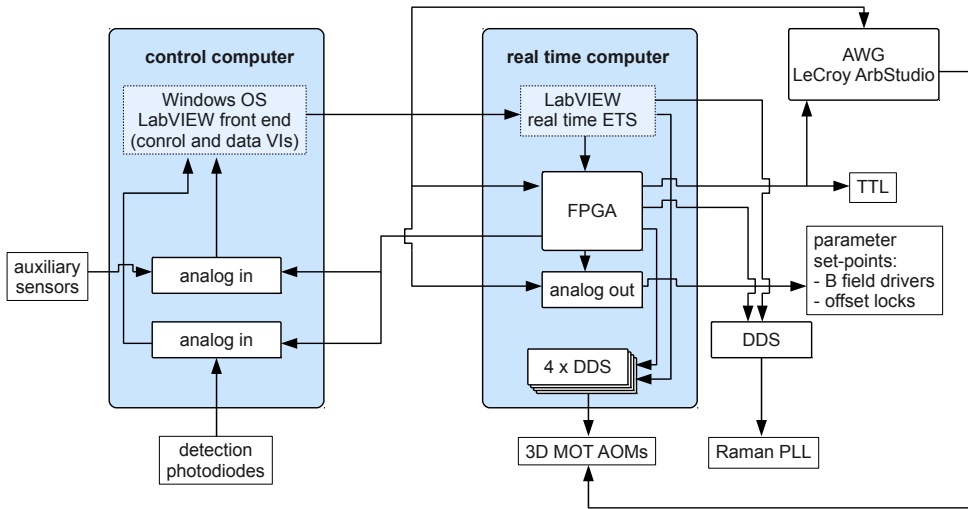 control computer
Windows OS
LabVIEW front end
(conrol and data VIs)
analog in
analog in
auxiliary
sensors
detection
photodiodes
real time computer
LabVIEW
real time ETS
FPGA
analog out
4 x DDS
3D MOT AOMs
AWG
LeCroy ArbStudio
TTL
parameter
set-points:
- B field drivers
- offset locks
DDS
Raman PLL